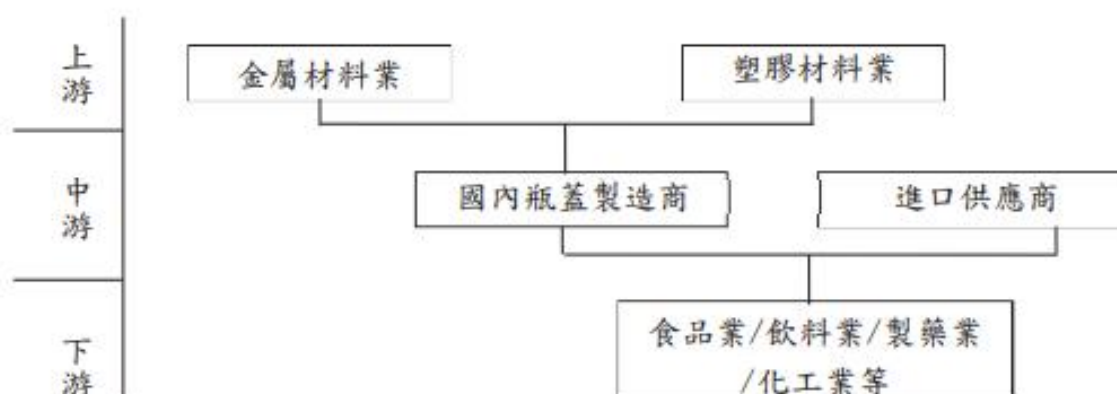 上游
金屬材料業
塑膠材料業
中游
國內瓶蓋製造商
進口供應商
下游
食品業/飲料業/製藥業
/化工業等